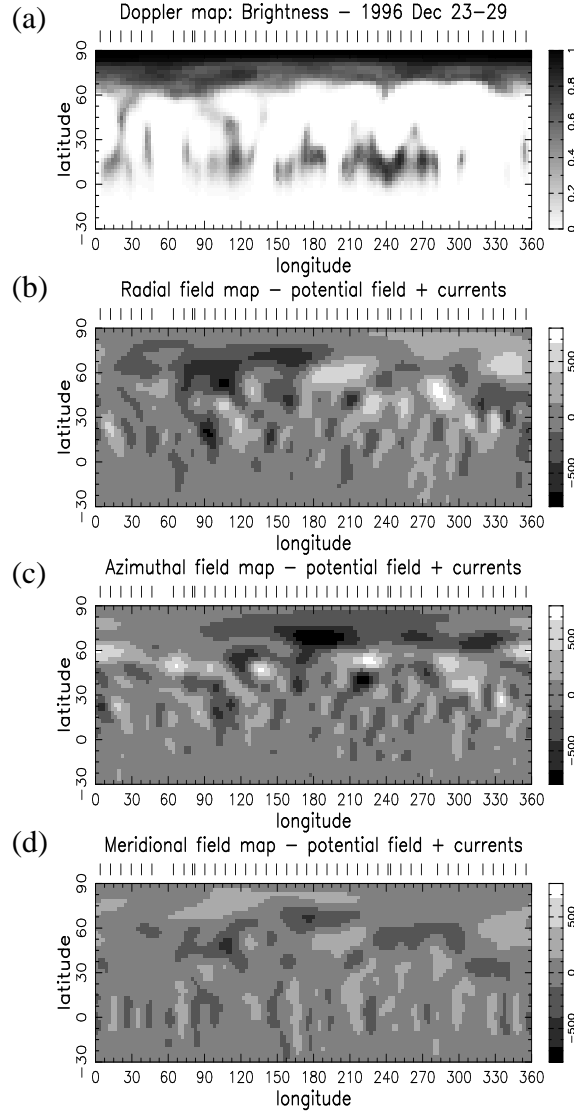 (a)
Doppler map: Brightness – 1996 Dec 23–29
latitude
90
60
30
0
−30
0 30 60 90 120 150 180 210 240 270 300 330 360
longitude
1
0.8
0.6
0.4
0.2
0
(b)
Radial field map – potential field + currents
latitude
90
60
30
0
−30
0 30 60 90 120 150 180 210 240 270 300 330 360
longitude
500
0
−500
(c)
Azimuthal field map – potential field + currents
latitude
90
60
30
0
−30
0 30 60 90 120 150 180 210 240 270 300 330 360
longitude
500
0
−500
(d)
Meridional field map – potential field + currents
latitude
90
60
30
0
−30
0 30 60 90 120 150 180 210 240 270 300 330 360
longitude
500
0
−500